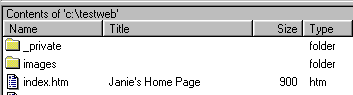 Contents of 'c:\testweb'
Name Title Size Type
_private folder
images folder
index.htm Janie's Home Page 900 htm